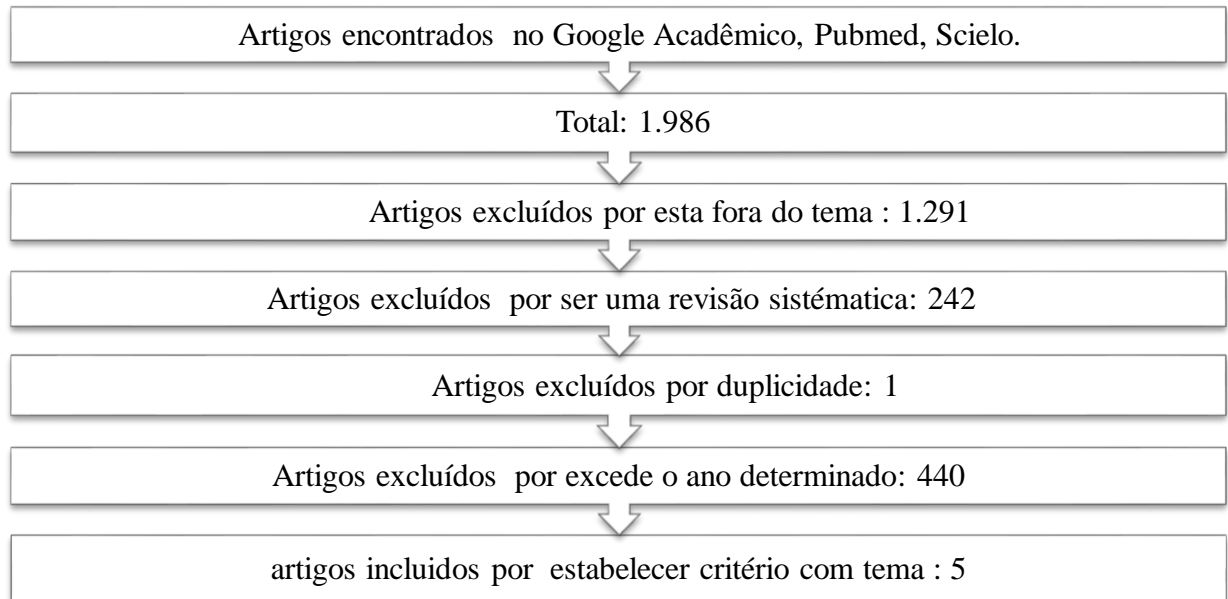 Artigos encontrados no Google Acadêmico, Pubmed, Scielo.
Total: 1.986
Artigos excluídos por esta fora do tema : 1.291
Artigos excluídos por ser uma revisão sistématica: 242
Artigos excluídos por duplicidade: 1
Artigos excluídos por excede o ano determinado: 440
artigos incluidos por estabelecer critério com tema : 5